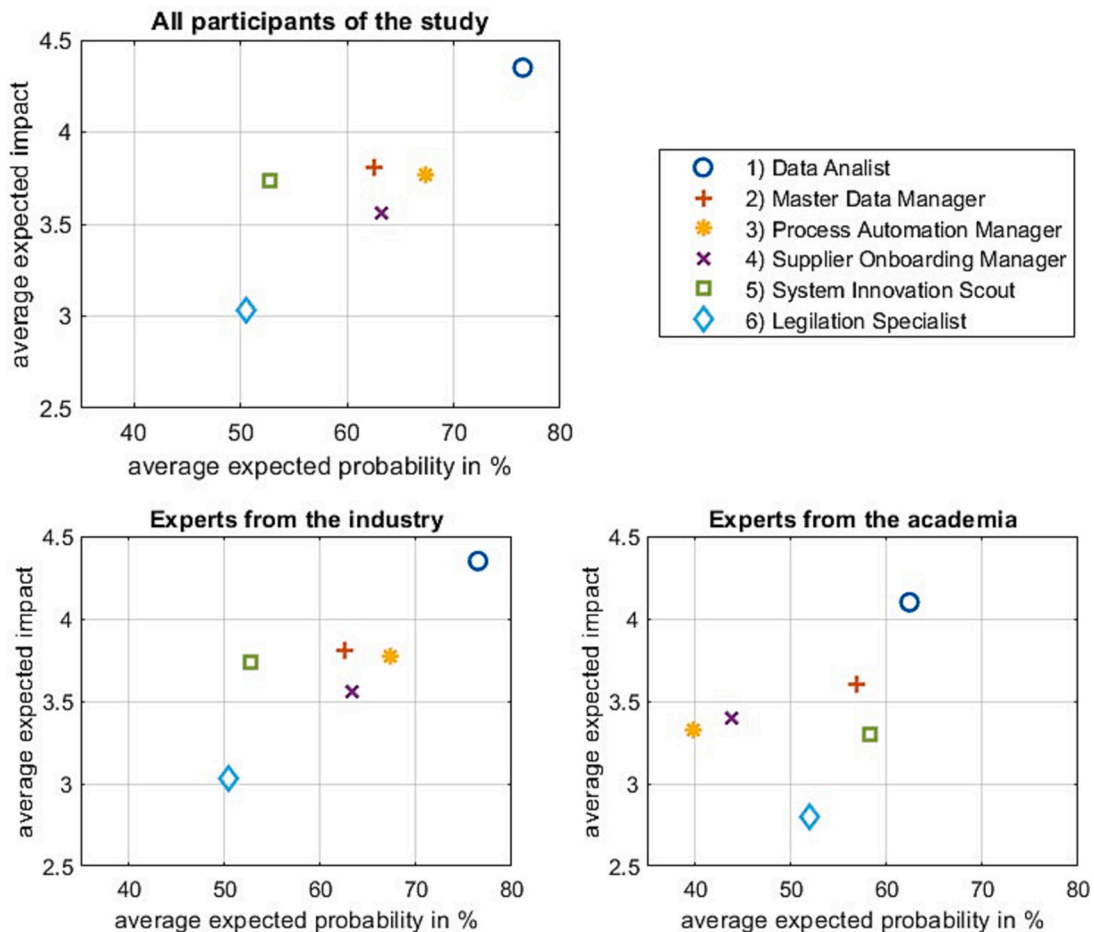 All participants of the study
4.5
4
3.5
3
2.5
average expected impact
40 50 60 70 80
average expected probability in %
1) Data Analist
2) Master Data Manager
3) Process Automation Manager
4) Supplier Onboarding Manager
5) System Innovation Scout
6) Legilation Specialist
Experts from the industry
4.5
4
3.5
3
2.5
average expected impact
40 50 60 70 80
average expected probability in %
Experts from the academia
4.5
4
3.5
3
2.5
average expected impact
40 50 60 70 80
average expected probability in %